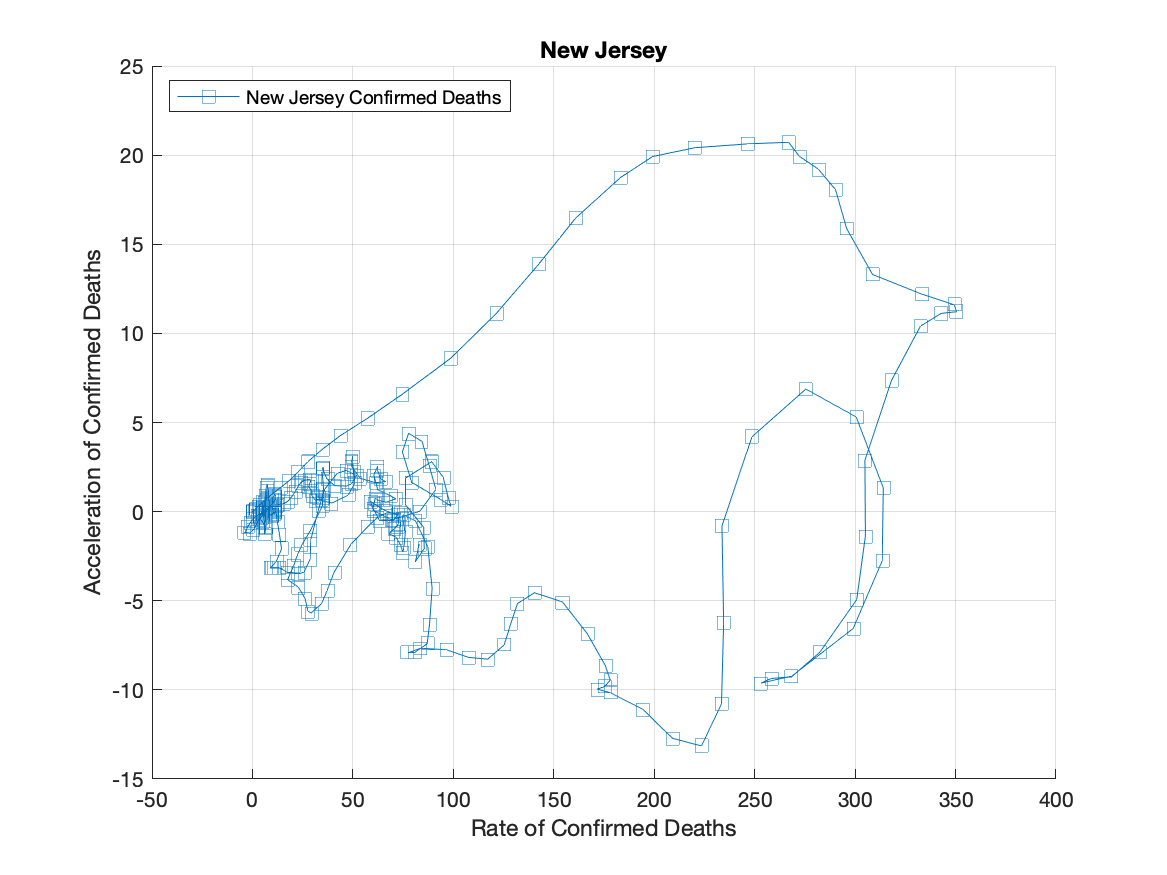 New Jersey
25
New Jersey Confirmed Deaths
20
15
10
5
0
-5
-10
-15
-50 0 50 100 150 200 250 300 350 400
Acceleration of Confirmed Deaths
Rate of Confirmed Deaths